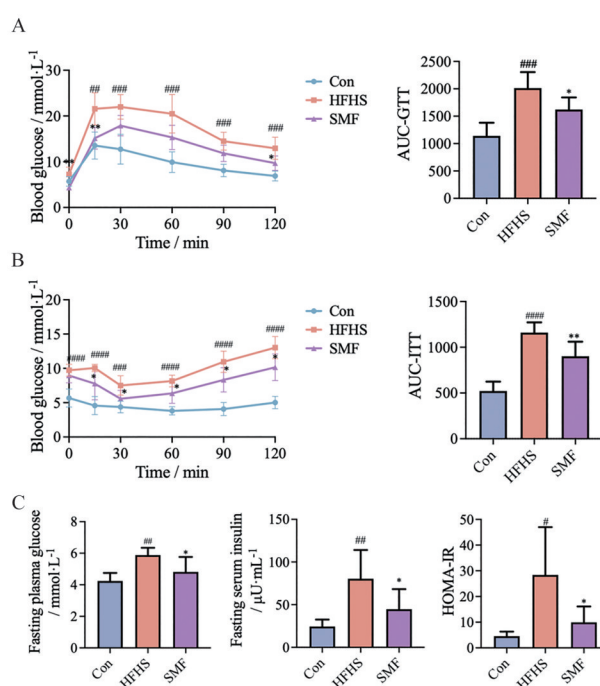 A
Blood glucose / mmol·L⁻¹
30
20
10
0
## ### ### ### ###
** ** *
0 30 60 90 120
Time / min
Con
HFHS
SMF
AUC-GTT
2500
2000
1500
1000
500
0
###
*
Con HFHS SMF
B
Blood glucose / mmol·L⁻¹
20
15
10
5
0
#### #### ### #### #### ####
* * * * *
0 30 60 90 120
Time / min
Con
HFHS
SMF
AUC-ITT
1500
1000
500
0
####
**
Con HFHS SMF
C
Fasting plasma glucose
/ mmol·L⁻¹
8
6
4
2
0
##
*
Con HFHS SMF
Fasting serum insulin
/ μU·mL⁻¹
150
100
50
0
##
*
Con HFHS SMF
HOMA-IR
50
40
30
20
10
0
#
*
Con HFHS SMF